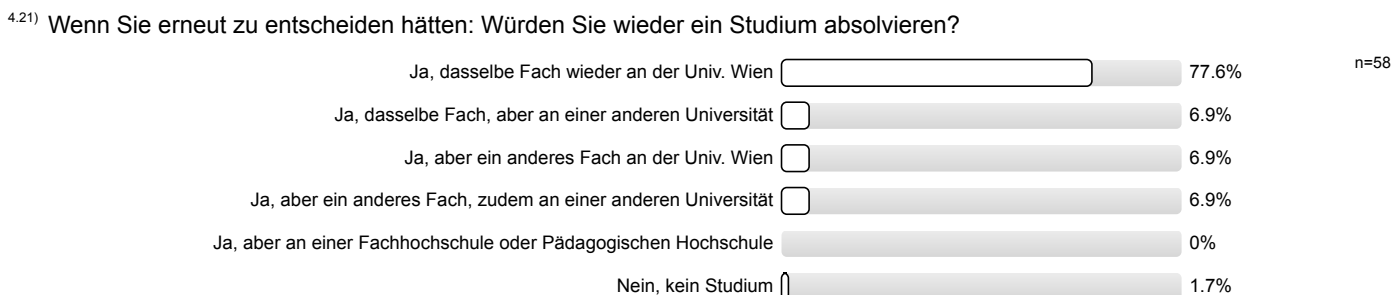 4.21) Wenn Sie erneut zu entscheiden hätten: Würden Sie wieder ein Studium absolvieren?
Ja, dasselbe Fach wieder an der Univ. Wien 77.6% n=58
Ja, dasselbe Fach, aber an einer anderen Universität 6.9%
Ja, aber ein anderes Fach an der Univ. Wien 6.9%
Ja, aber ein anderes Fach, zudem an einer anderen Universität 6.9%
Ja, aber an einer Fachhochschule oder Pädagogischen Hochschule 0%
Nein, kein Studium 1.7%